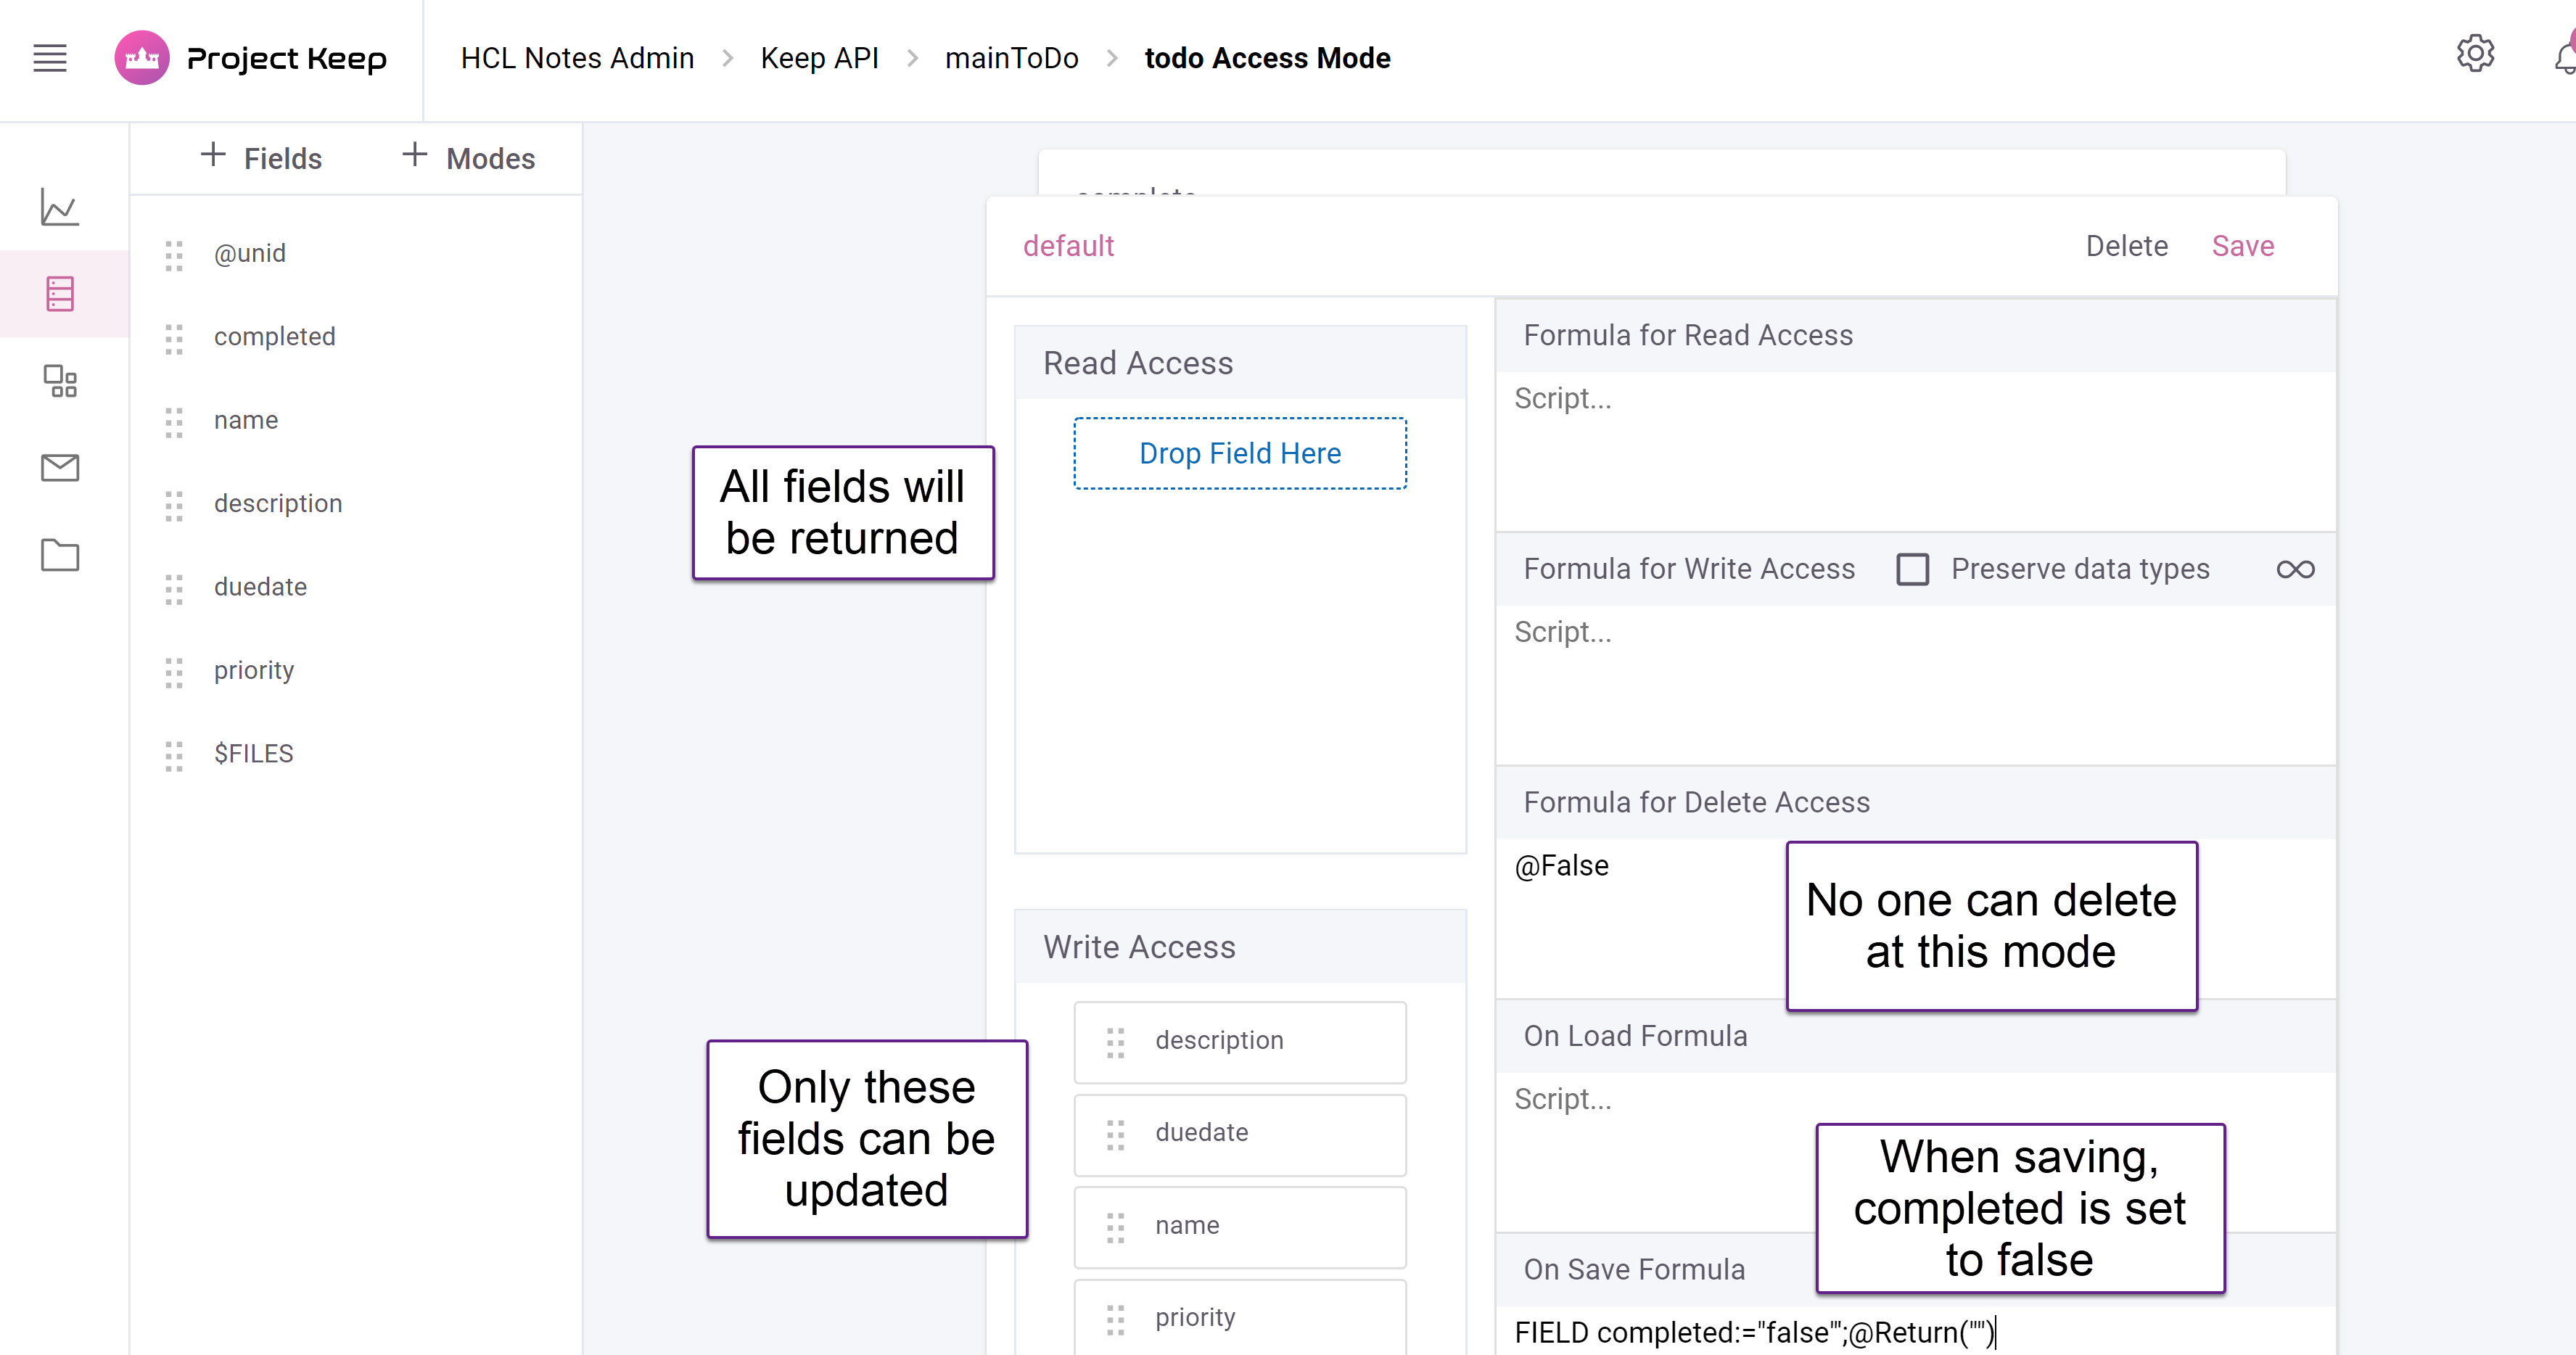 Project Keep
HCL Notes Admin > Keep API > mainToDo > todo Access Mode
+ Fields
+ Modes
@unid
completed
name
description
duedate
priority
$FILES
complete
default
Delete
Save
Read Access
Drop Field Here
All fields will
be returned
Write Access
description
duedate
name
priority
Only these
fields can be
updated
Formula for Read Access
Script...
Formula for Write Access
Preserve data types
Script...
Formula for Delete Access
@False
No one can delete
at this mode
On Load Formula
Script...
When saving,
completed is set
to false
On Save Formula
FIELD completed:="false"';@Return("")